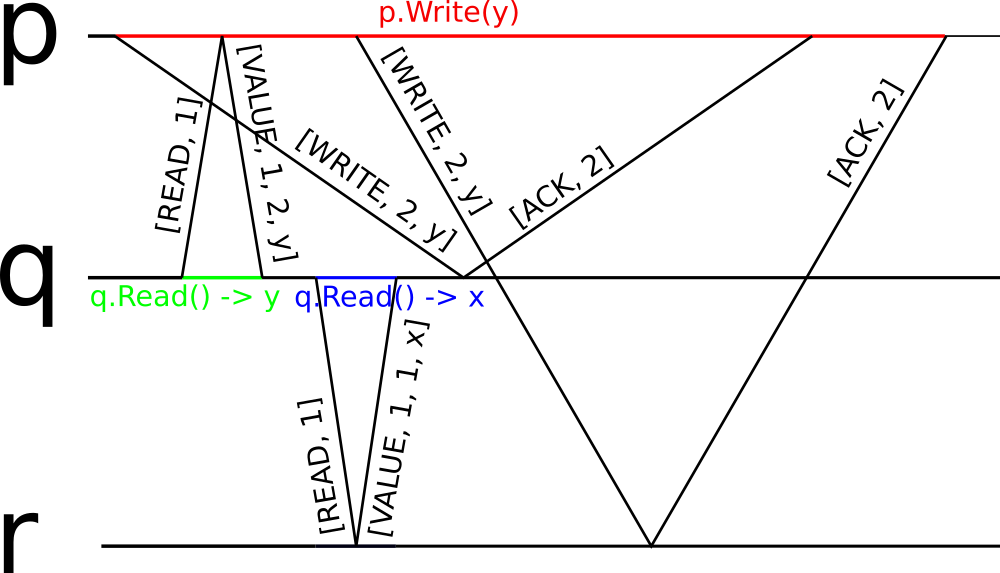 p
p.Write(y)
[READ, 1]
[VALUE, 1, 2, y]
[WRITE, 2, y]
[WRITE, 2, y]
[ACK, 2]
[ACK, 2]
q
q.Read() -> y
q.Read() -> x
[READ, 1]
[VALUE, 1, 1, x]
r